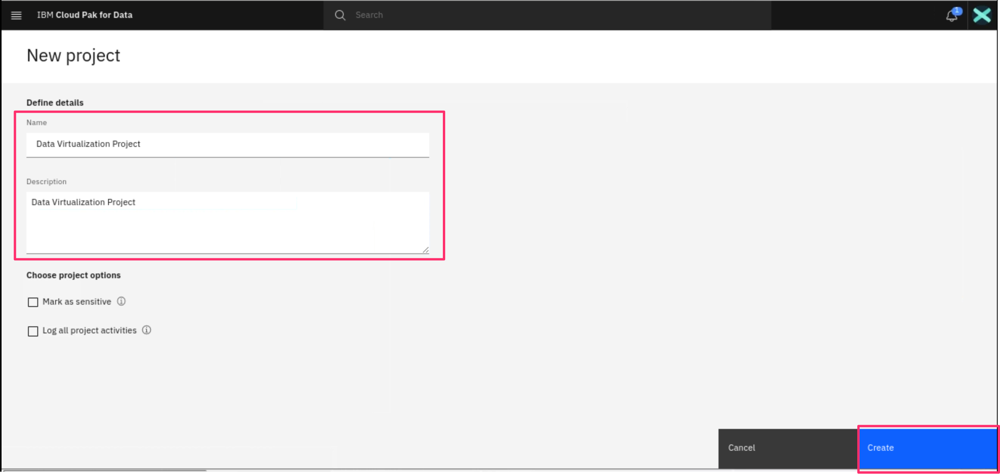 IBM Cloud Pak for Data
Search
1
New project
Define details
Name
Data Virtualization Project
Description
Data Virtualization Project
Choose project options
Mark as sensitive
Log all project activities
Cancel
Create